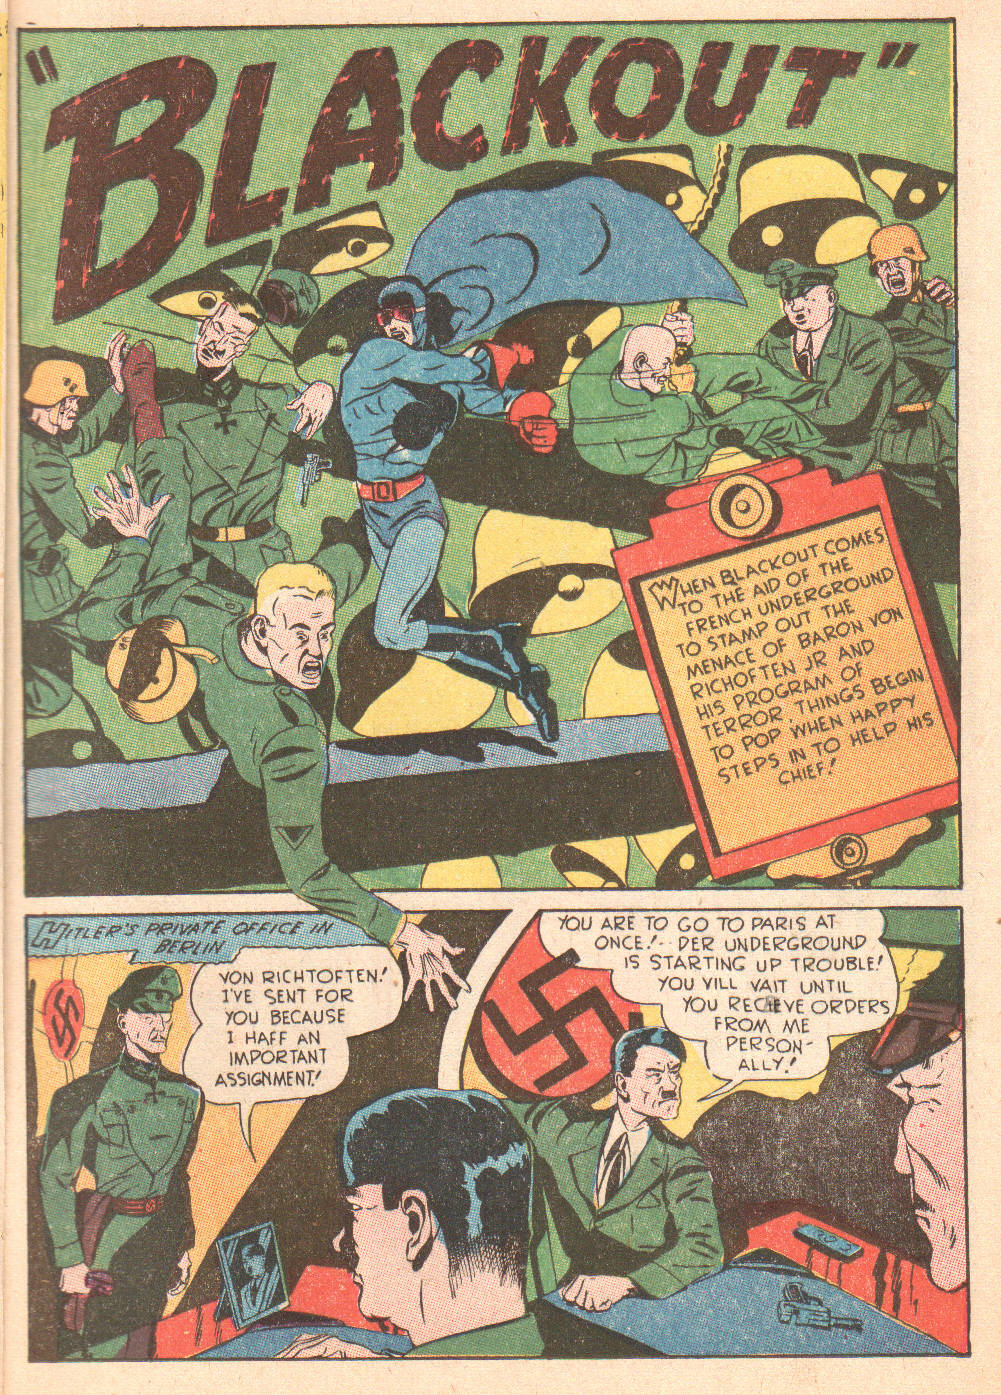 "BLACKOUT"
WHEN BLACKOUT COMES
TO THE AID OF THE
FRENCH UNDERGROUND
TO STAMP OUT THE
MENACE OF BARON VON
RICHOFTEN JR AND
HIS PROGRAM OF
TERROR, THINGS BEGIN
TO POP WHEN HAPPY
STEPS IN TO HELP HIS
CHIEF!
HITLER'S PRIVATE OFFICE IN
BERLIN
VON RICHTOFTEN!
I'VE SENT FOR
YOU BECAUSE
I HAFF AN
IMPORTANT
ASSIGNMENT!
YOU ARE TO GO TO PARIS AT
ONCE!-- DER UNDERGROUND
IS STARTING UP TROUBLE!
YOU VILL VAIT UNTIL
YOU RECIEVE ORDERS
FROM ME
PERSON-
ALLY!